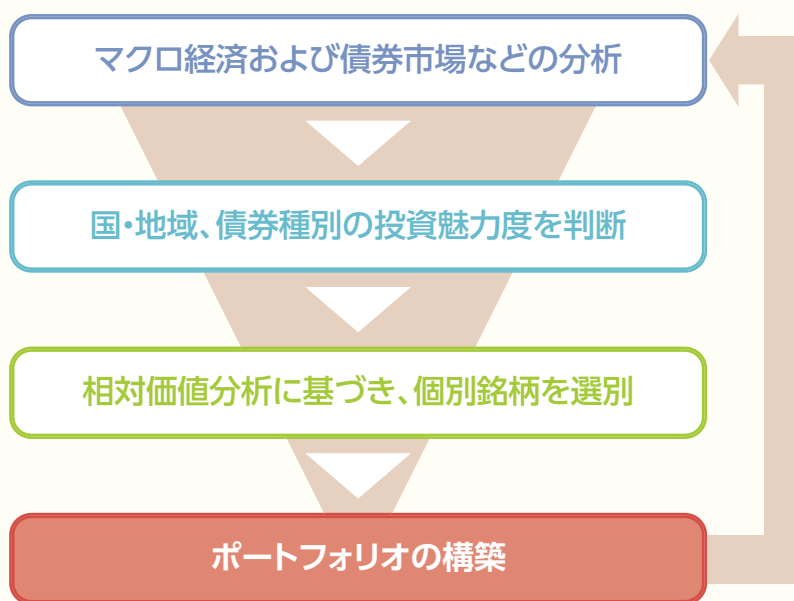 マクロ経済および債券市場などの分析
国・地域、債券種別の投資魅力度を判断
相対価値分析に基づき、個別銘柄を選別
ポートフォリオの構築